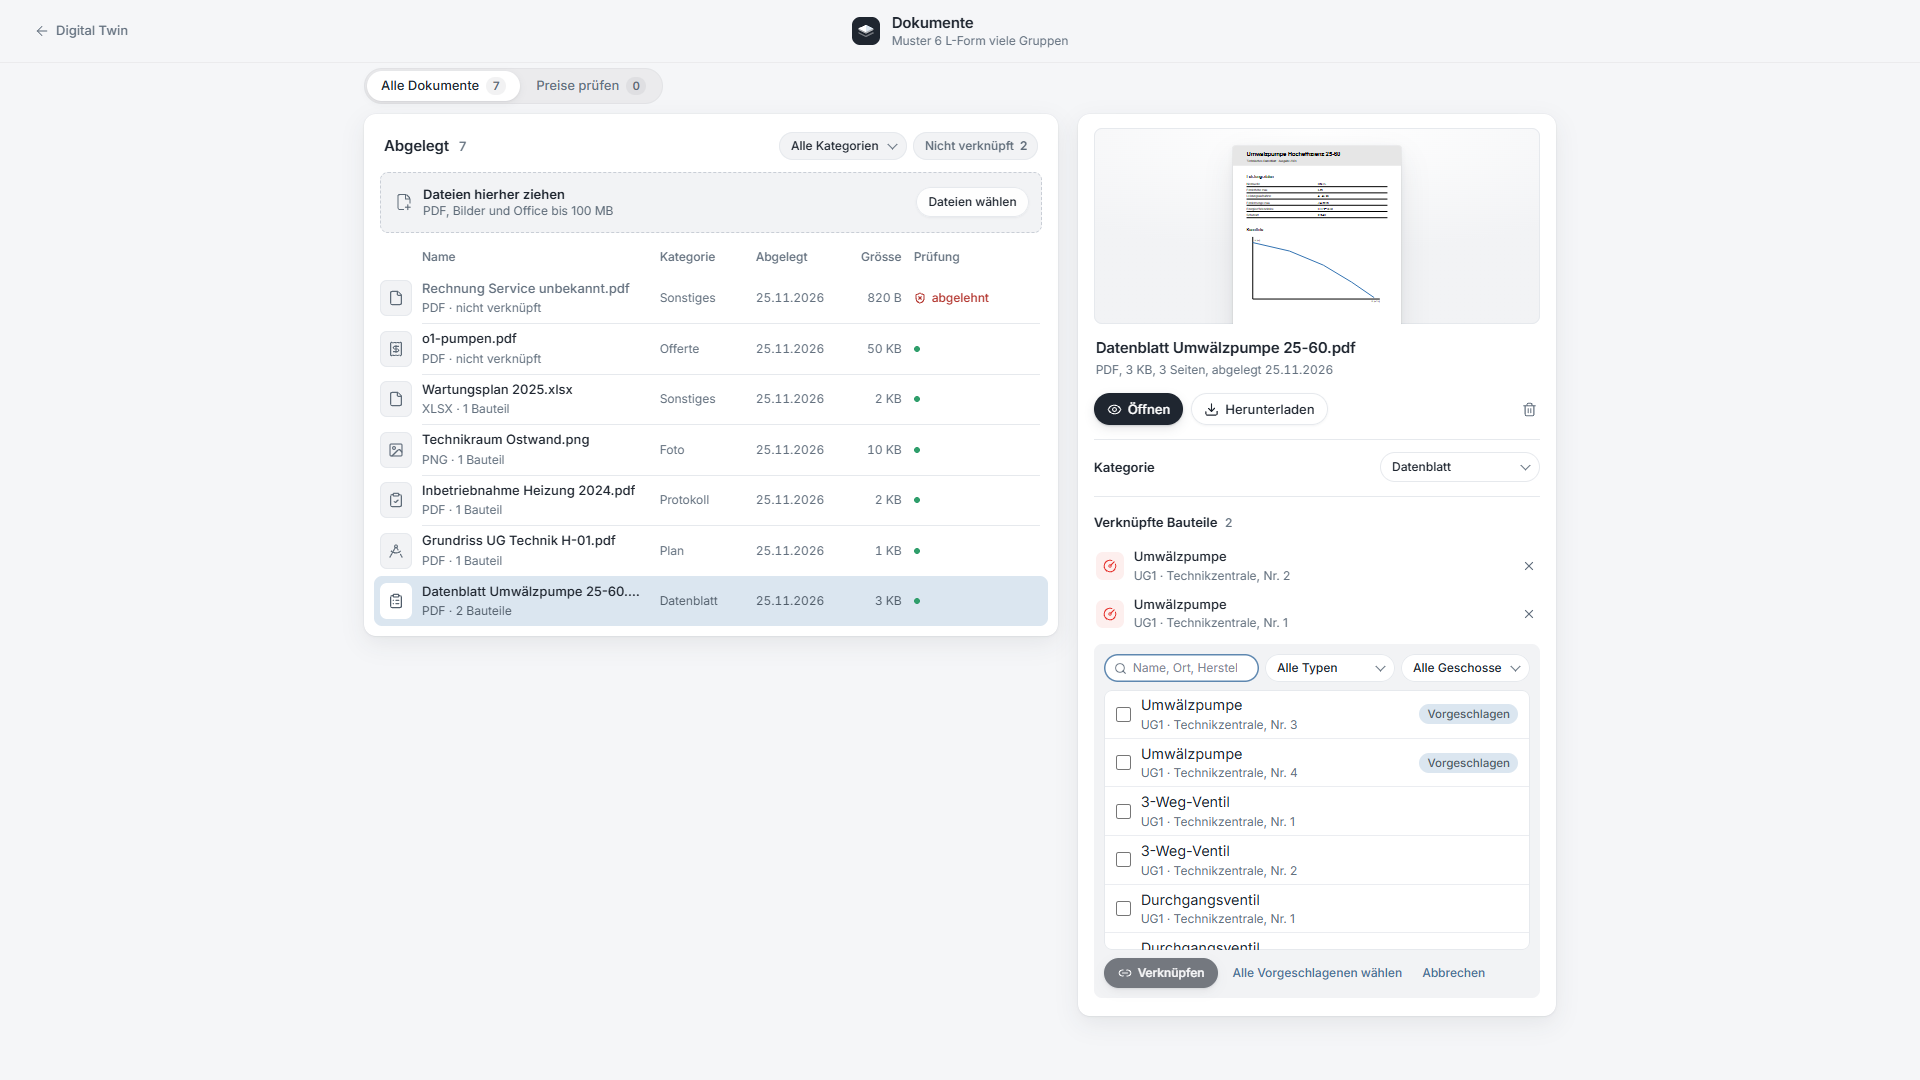 Digital Twin
Dokumente
Muster 6 L-Form viele Gruppen
Alle Dokumente 7
Preise prüfen 0
Abgelegt 7
Alle Kategorien
Nicht verknüpft 2
Dateien hierher ziehen
PDF, Bilder und Office bis 100 MB
Dateien wählen
Name Kategorie Abgelegt Grösse Prüfung
Rechnung Service unbekannt.pdf
PDF · nicht verknüpft
Sonstiges 25.11.2026 820 B abgelehnt
o1-pumpen.pdf
PDF · nicht verknüpft
Offerte 25.11.2026 50 KB
Wartungsplan 2025.xlsx
XLSX · 1 Bauteil
Sonstiges 25.11.2026 2 KB
Technikraum Ostwand.png
PNG · 1 Bauteil
Foto 25.11.2026 10 KB
Inbetriebnahme Heizung 2024.pdf
PDF · 1 Bauteil
Protokoll 25.11.2026 2 KB
Grundriss UG Technik H-01.pdf
PDF · 1 Bauteil
Plan 25.11.2026 1 KB
Datenblatt Umwälzpumpe 25-60....
PDF · 2 Bauteile
Datenblatt 25.11.2026 3 KB
Umwälzpumpe Hocheffizienz 25-60
Datenblatt Umwälzpumpe 25-60.pdf
PDF, 3 KB, 3 Seiten, abgelegt 25.11.2026
Öffnen
Herunterladen
Kategorie
Datenblatt
Verknüpfte Bauteile 2
Umwälzpumpe
UG1 · Technikzentrale, Nr. 2
Umwälzpumpe
UG1 · Technikzentrale, Nr. 1
Name, Ort, Herstel
Alle Typen
Alle Geschosse
Umwälzpumpe
UG1 · Technikzentrale, Nr. 3
Vorgeschlagen
Umwälzpumpe
UG1 · Technikzentrale, Nr. 4
Vorgeschlagen
3-Weg-Ventil
UG1 · Technikzentrale, Nr. 1
3-Weg-Ventil
UG1 · Technikzentrale, Nr. 2
Durchgangsventil
UG1 · Technikzentrale, Nr. 1
Durchgangsventil
Verknüpfen
Alle Vorgeschlagenen wählen
Abbrechen